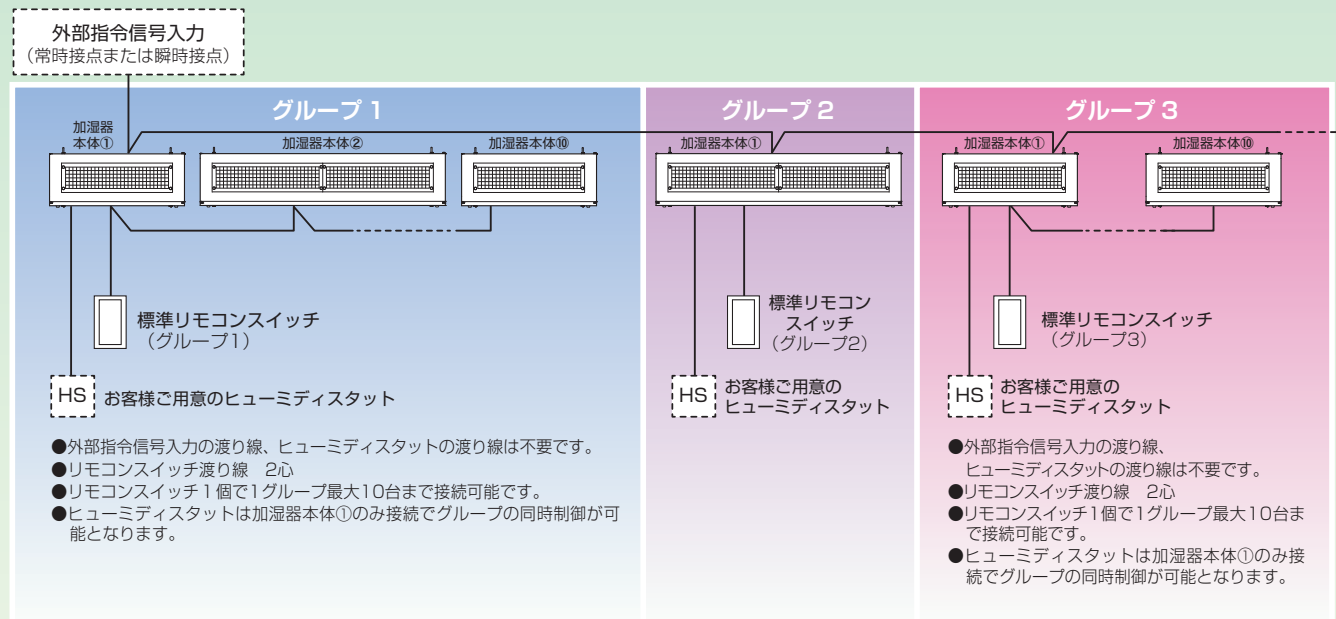 外部指令信号入力
（常時接点または瞬時接点）
グループ 1
加湿器
本体①
加湿器本体②
加湿器本体⑩
標準リモコンスイッチ
（グループ1）
HS
お客様ご用意のヒューミディスタット
●外部指令信号入力の渡り線、ヒューミディスタットの渡り線は不要です。
●リモコンスイッチ渡り線　2心
●リモコンスイッチ１個で1グループ最大10台まで接続可能です。
●ヒューミディスタットは加湿器本体①のみ接続でグループの同時制御が可
能となります。
グループ 2
加湿器本体①
標準リモコン
スイッチ
（グループ2）
HS
お客様ご用意の
ヒューミディスタット
グループ 3
加湿器本体①
加湿器本体⑩
標準リモコンスイッチ
（グループ3）
HS
お客様ご用意の
ヒューミディスタット
●外部指令信号入力の渡り線、
ヒューミディスタットの渡り線は不要です。
●リモコンスイッチ渡り線　2心
●リモコンスイッチ1個で1グループ最大10台ま
で接続可能です。
●ヒューミディスタットは加湿器本体①のみ接
続でグループの同時制御が可能となります。